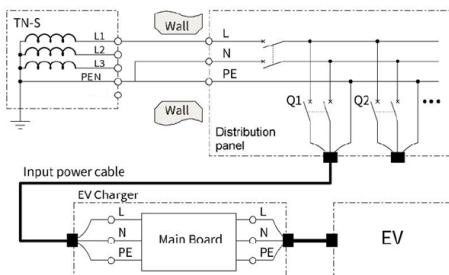 TN-S
L1
L2
L3
PEN
Wall
Wall
L
N
PE
Q1
Q2
Distribution
panel
Input power cable
EV Charger
L
N
PE
Main Board
L
N
PE
EV